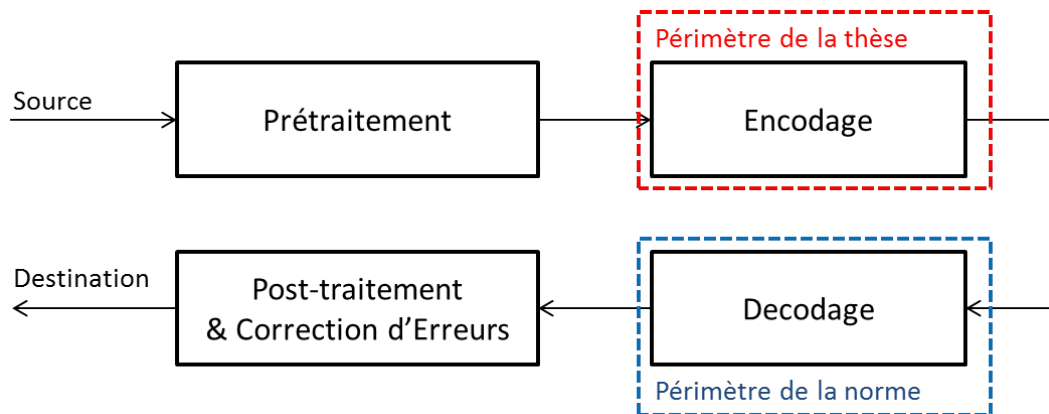 Périmètre de la thèse
Source
Prétraitement
Encodage
Destination
Post-traitement
& Correction d’Erreurs
Decodage
Périmètre de la norme